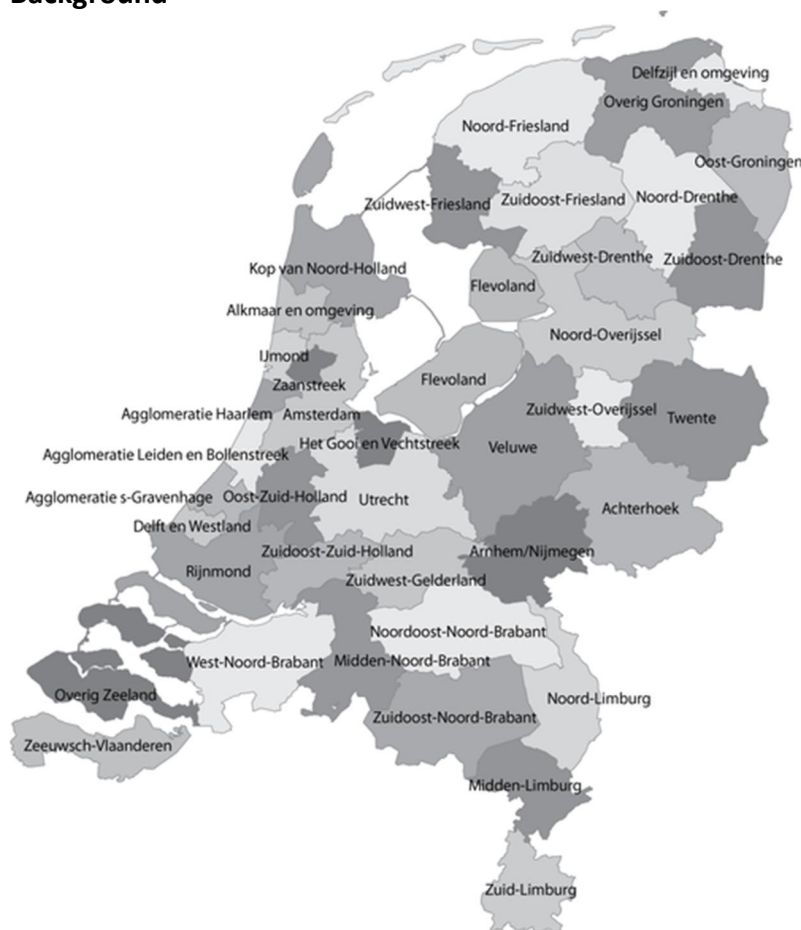 Background
Delfzijl en omgeving
Overig Groningen
Noord-Friesland
Oost-Groningen
Zuidwest-Friesland
Zuidoost-Friesland
Noord-Drenthe
Zuidwest-Drenthe
Zuidoost-Drenthe
Kop van Noord-Holland
Flevoland
Alkmaar en omgeving
Noord-Overijssel
IJmond
Zaanstreek
Flevoland
Agglomeratie Haarlem
Amsterdam
Zuidwest-Overijssel
Twente
Het Gooi en Vechtstreek
Veluwe
Agglomeratie Leiden en Bollenstreek
Agglomeratie s-Gravenhage
Oost-Zuid-Holland
Utrecht
Achterhoek
Delft en Westland
Zuidoost-Zuid-Holland
Arnhem/Nijmegen
Rijnmond
Zuidwest-Gelderland
Noordoost-Noord-Brabant
West-Noord-Brabant
Midden-Noord-Brabant
Overig Zeeland
Noord-Limburg
Zuidoost-Noord-Brabant
Zeeuwsch-Vlaanderen
Midden-Limburg
Zuid-Limburg